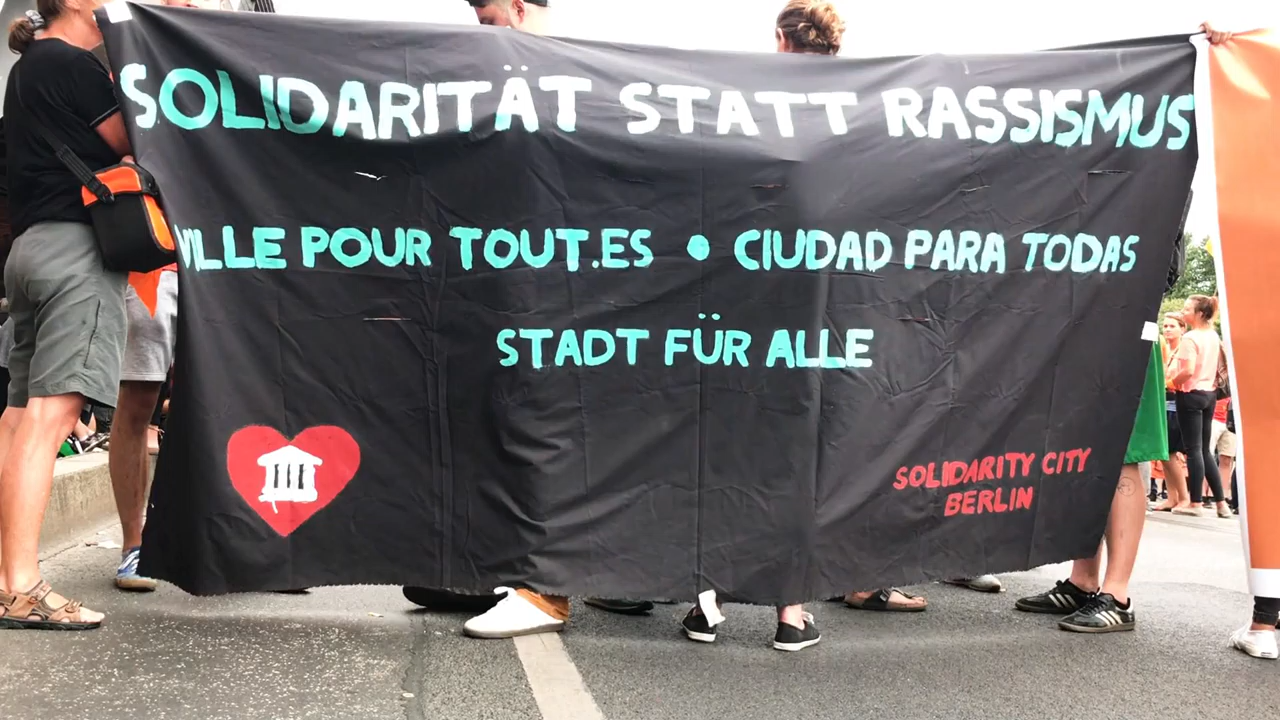 SOLIDARITÄT STATT RASSISMUS
VILLE POUR TOUT.ES • CIUDAD PARA TODAS
STADT FÜR ALLE
SOLIDARITY CITY
BERLIN